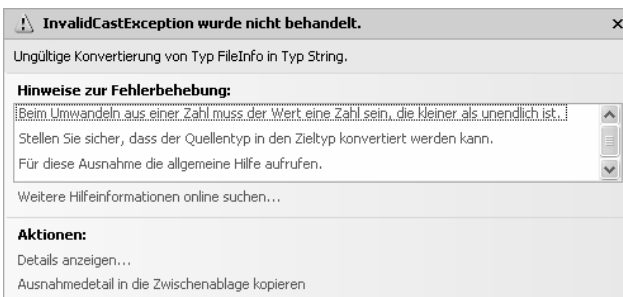 InvalidCastException wurde nicht behandelt.
Ungültige Konvertierung von Typ FileInfo in Typ String.
Hinweise zur Fehlerbehebung:
Beim Umwandeln aus einer Zahl muss der Wert eine Zahl sein, die kleiner als unendlich ist.
Stellen Sie sicher, dass der Quellentyp in den Zieltyp konvertiert werden kann.
Für diese Ausnahme die allgemeine Hilfe aufrufen.
Weitere Hilfeinformationen online suchen...
Aktionen:
Details anzeigen...
Ausnahmedetail in die Zwischenablage kopieren